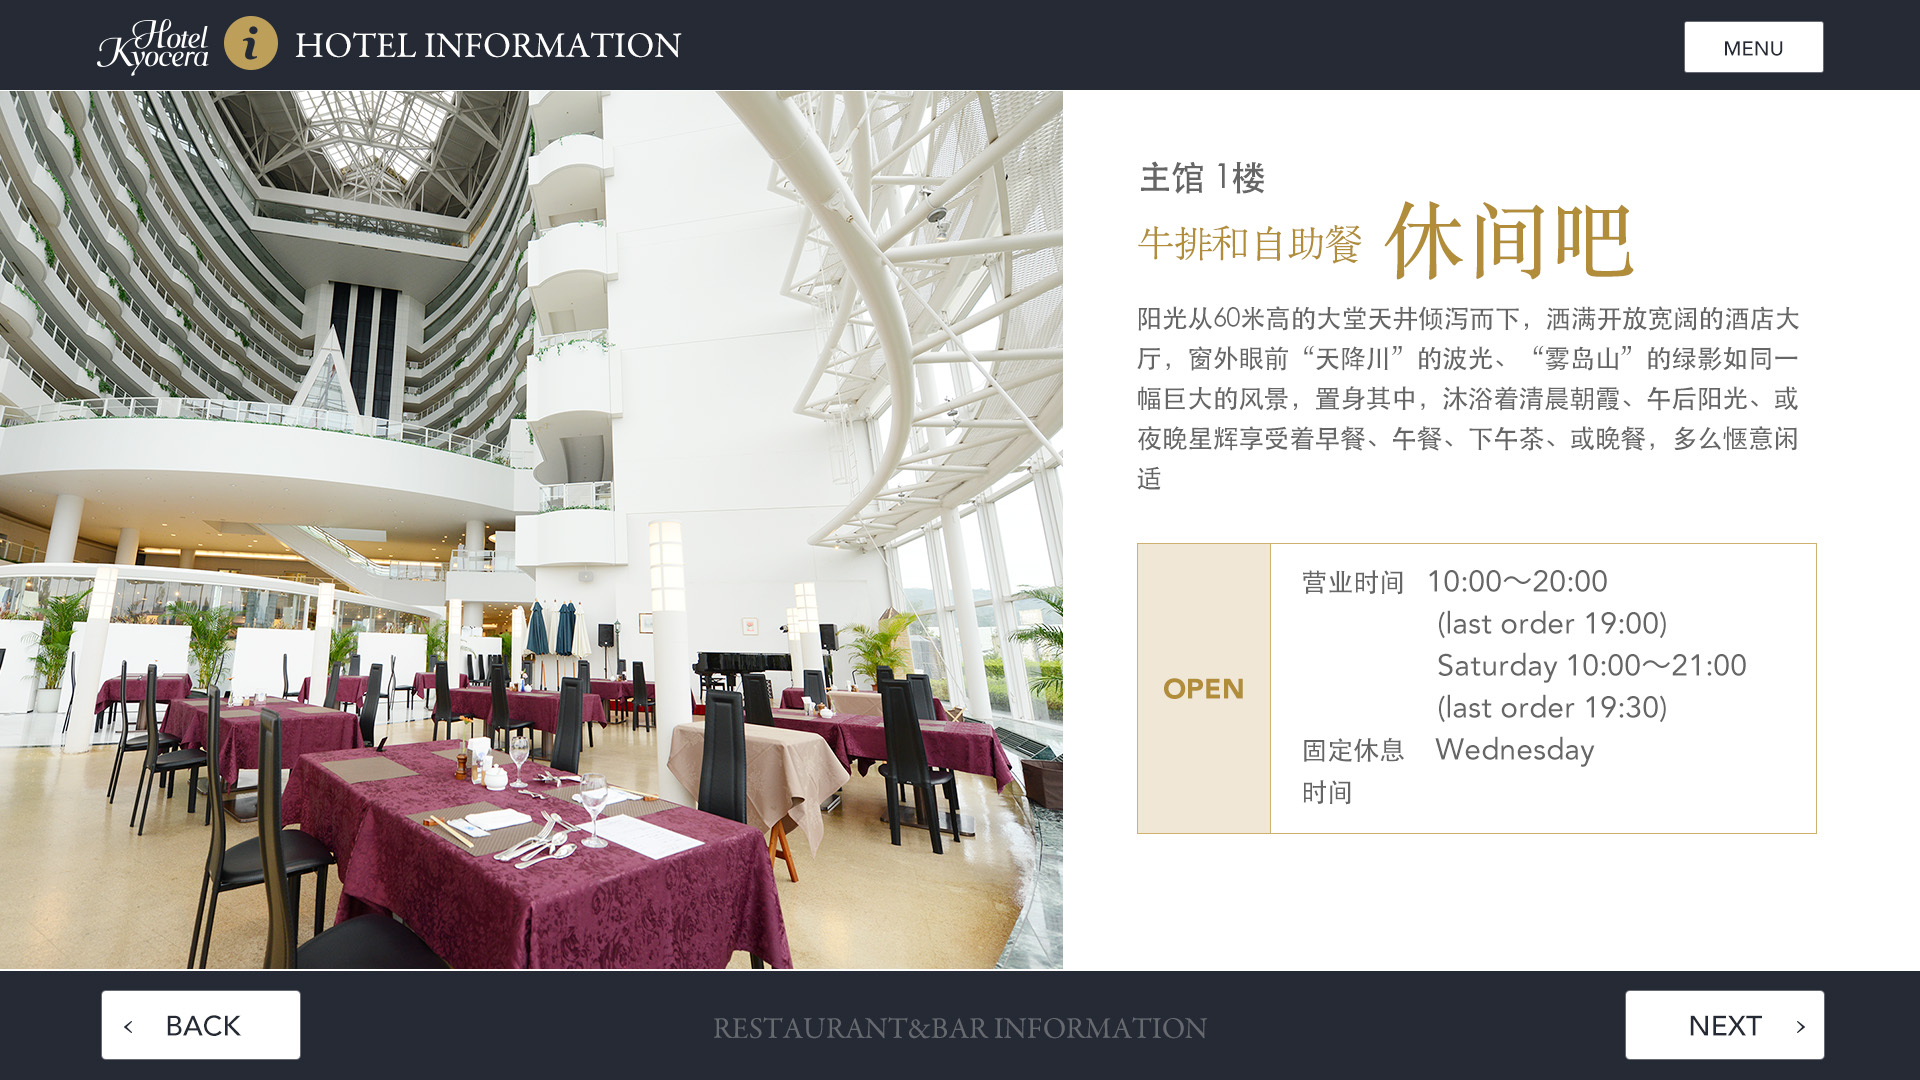 Hotel Kyocera
i
HOTEL INFORMATION
MENU
主馆 1楼
牛排和自助餐 休间吧
阳光从60米高的大堂天井倾泻而下，洒满开放宽阔的酒店大
厅，窗外眼前“天降川”的波光、“雾岛山”的绿影如同一
幅巨大的风景，置身其中，沐浴着清晨朝霞、午后阳光、或
夜晚星辉享受着早餐、午餐、下午茶、或晚餐，多么惬意闲
适
OPEN
营业时间 10:00～20:00
(last order 19:00)
Saturday 10:00～21:00
(last order 19:30)
固定休息 Wednesday
时间
< BACK
RESTAURANT&BAR INFORMATION
NEXT >